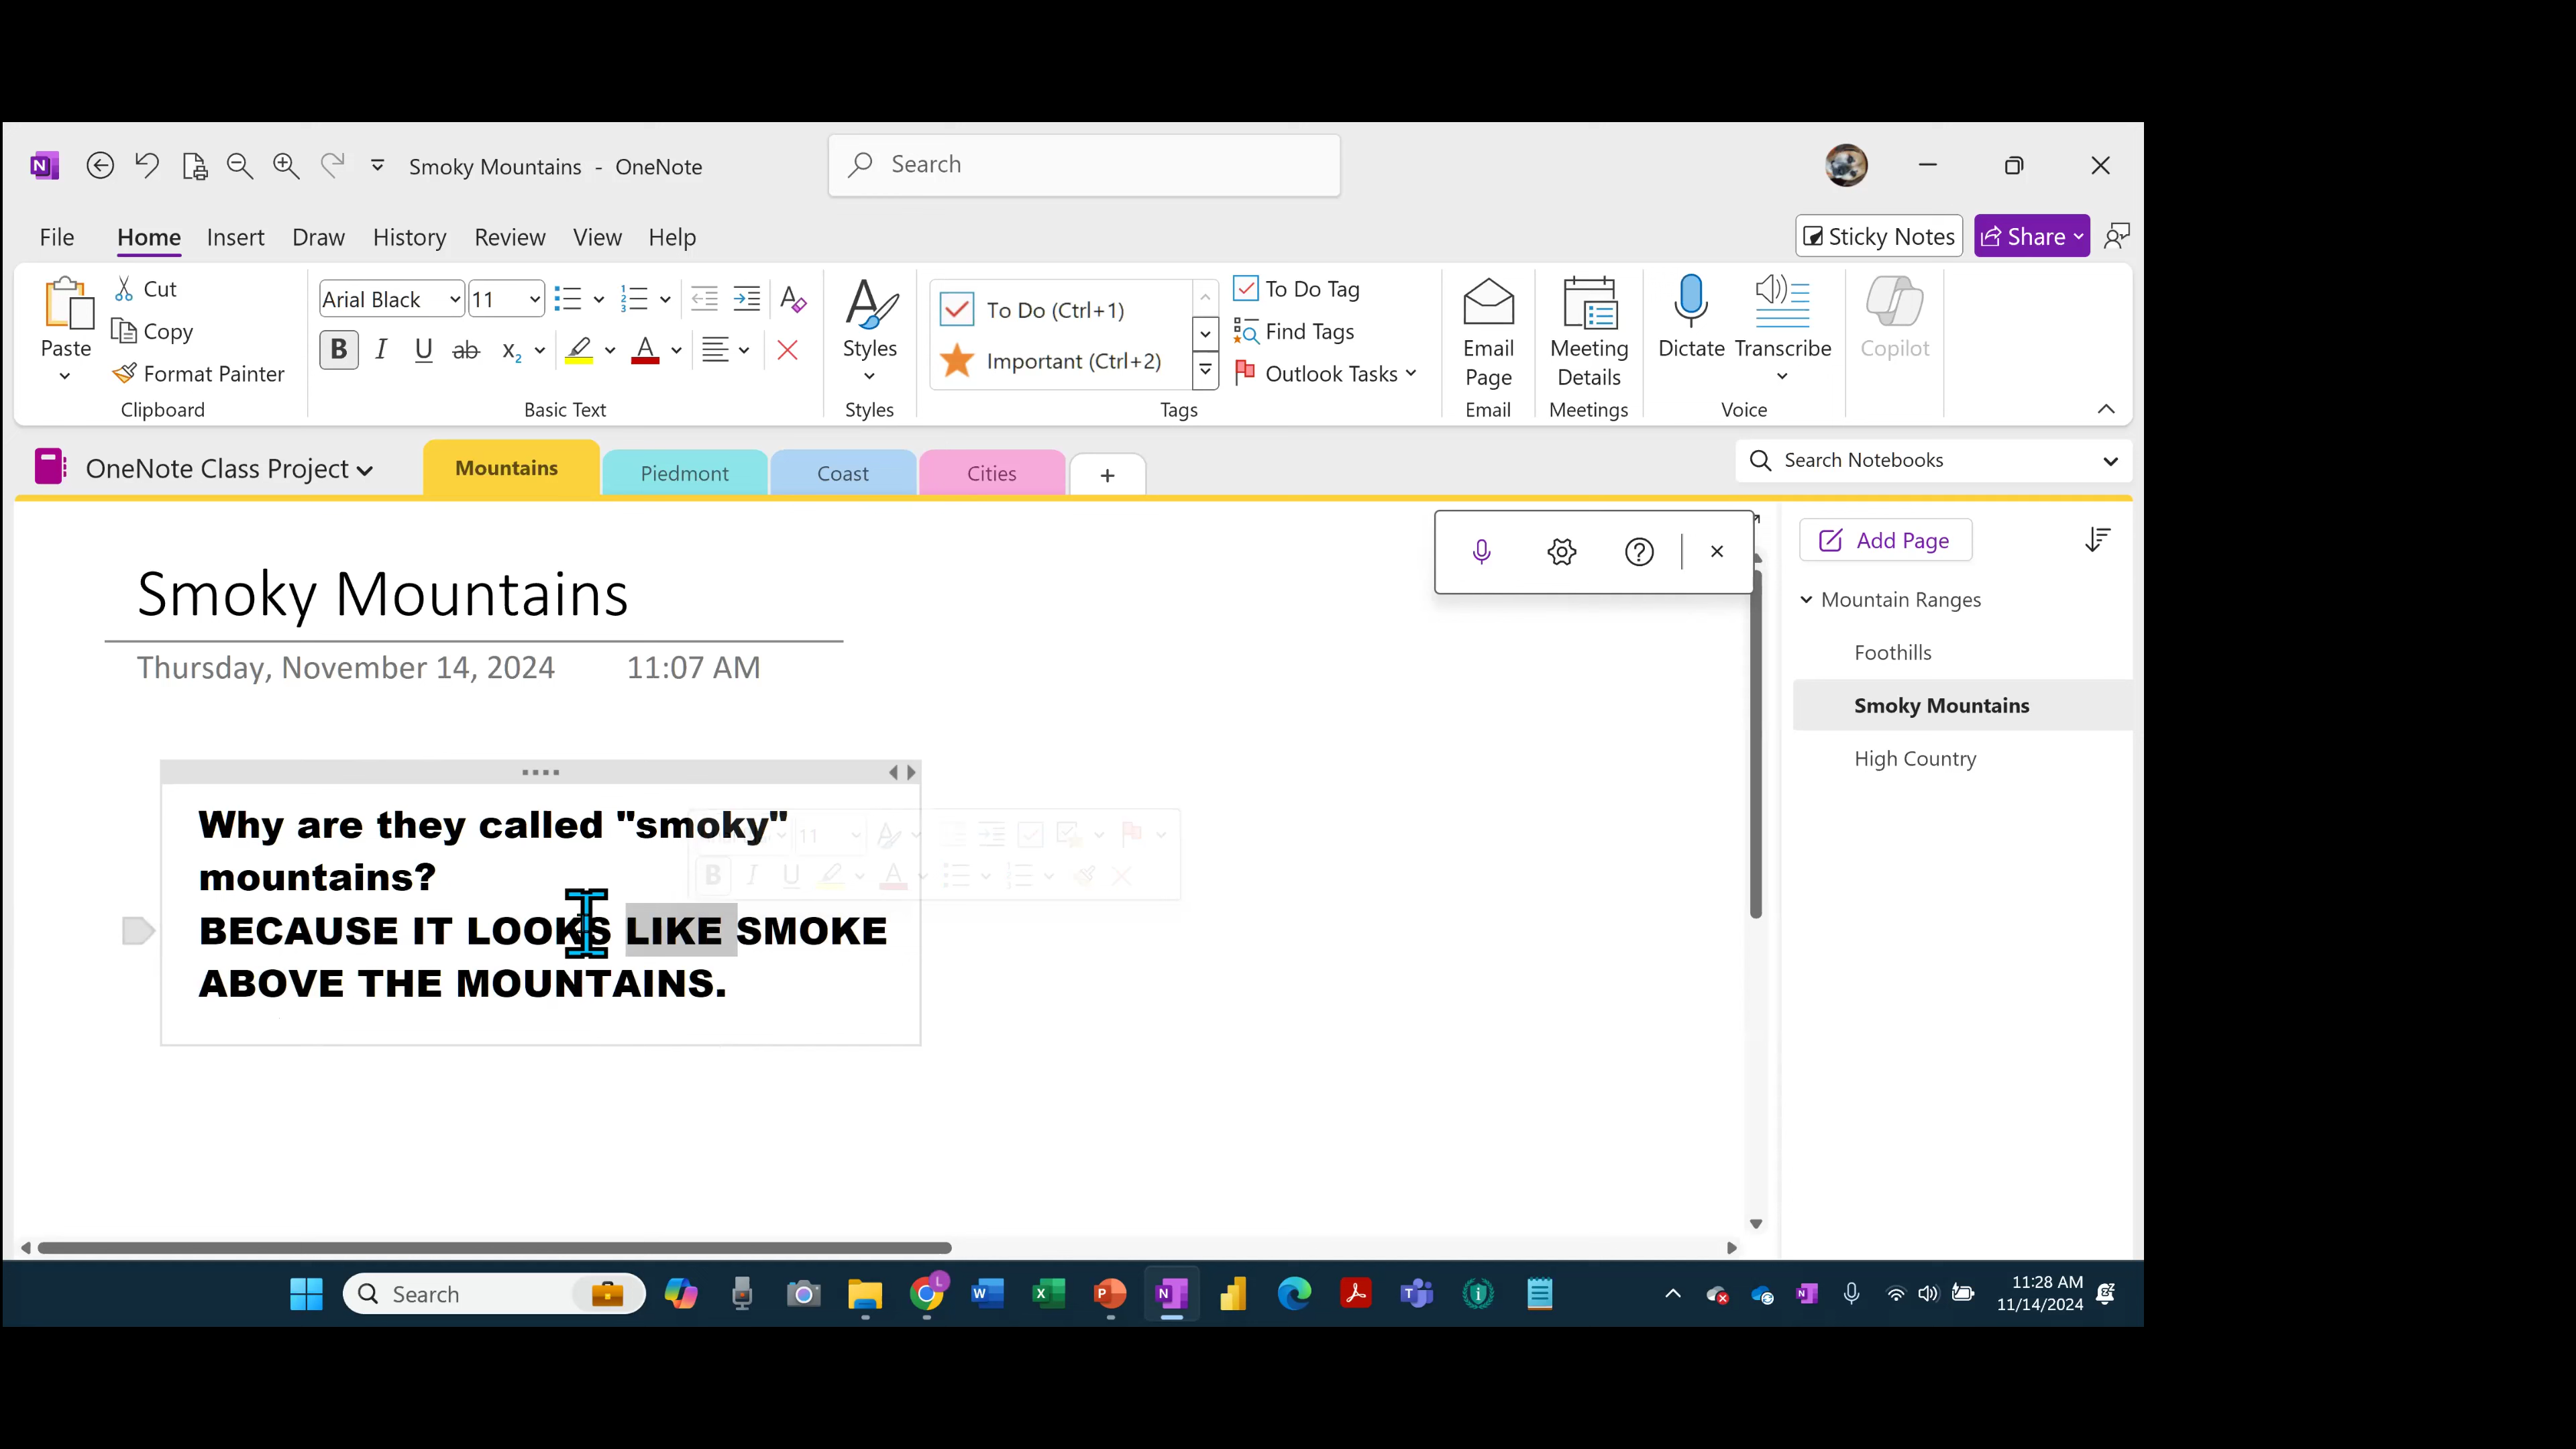 Smoky Mountains - OneNote
Search
File Home Insert Draw History Review View Help
Sticky Notes Share
Paste
Cut
Copy
Format Painter
Clipboard
Arial Black 11
B I U ab x2 A
Basic Text
Styles
Styles
To Do (Ctrl+1)
Important (Ctrl+2)
To Do Tag
Find Tags
Outlook Tasks
Tags
Email
Page
Email
Meeting
Details
Meetings
Dictate Transcribe
Voice
Copilot
OneNote Class Project Mountains Piedmont Coast Cities +
Search Notebooks
Add Page
Mountain Ranges
Foothills
Smoky Mountains
High Country
Smoky Mountains
Thursday, November 14, 2024 11:07 AM
Why are they called "smoky"
mountains?
BECAUSE IT LOOKS LIKE SMOKE
ABOVE THE MOUNTAINS.
11
B I U A
Search
11:28 AM
11/14/2024